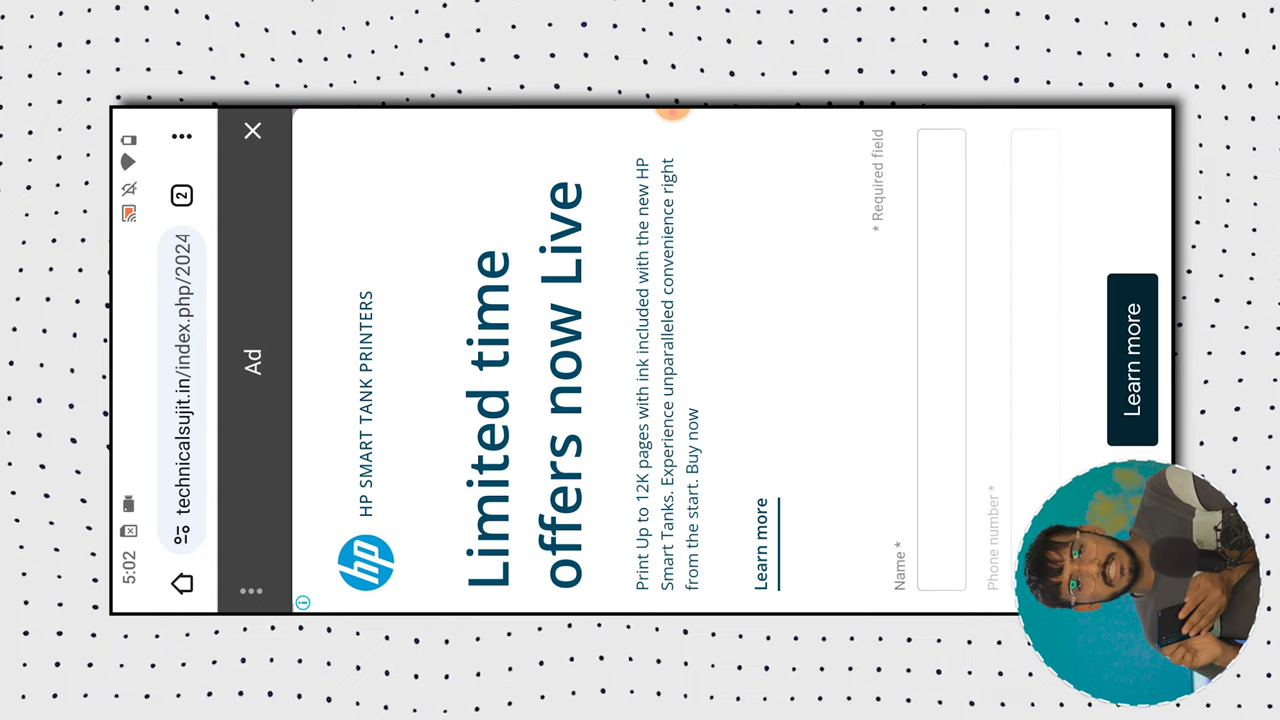 5:02
technicalsujit.in/index.php/2024
2
Ad
hp
HP SMART TANK PRINTERS
Limited time
offers now Live
Print Up to 12K pages with ink included with the new HP
Smart Tanks. Experience unparalleled convenience right
from the start. Buy now
Learn more
* Required field
Name *
Phone number *
Learn more